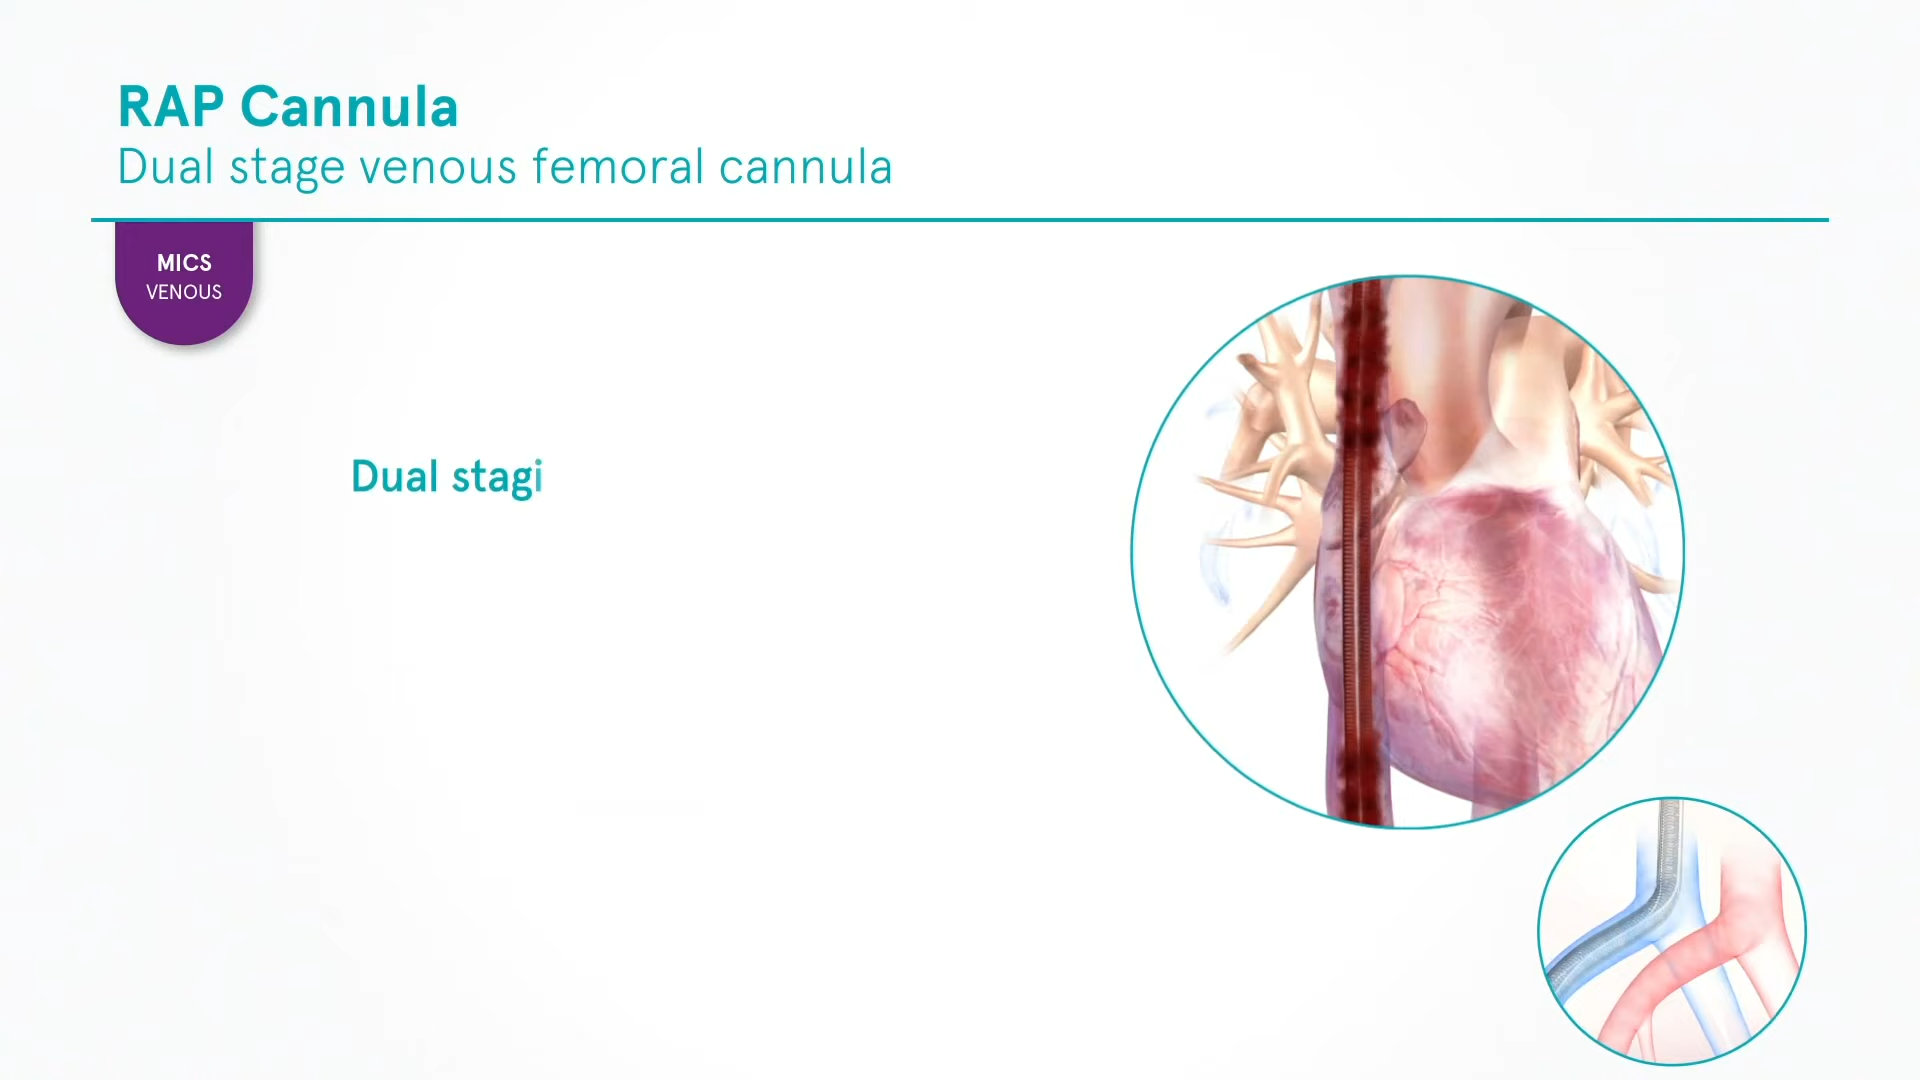 RAP Cannula
Dual stage venous femoral cannula
MICS
VENOUS
Dual stagi